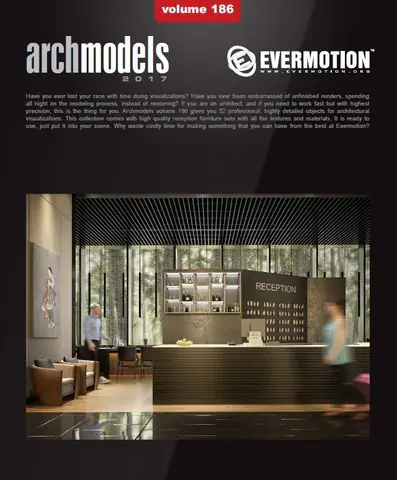 volume 186
archmodels
2017
EVERMOTION™
WWW.EVERMOTION.ORG
Have you ever lost your race with time doing visualizations? Have you ever been embarrassed of unfinished renders, spending
all night on the modeling process, instead of rendering? If you are an architect, and if you need to work fast but with highest
precision, this is the thing for you. Archmodels volume 186 gives you 52 professional, highly detailed objects for architectural
visualizations. This collection comes with high quality reception furniture sets with all the textures and materials. It is ready to
use, just put it into your scene. Why waste costly time for making something that you can have from the best at Evermotion?
RECEPTION